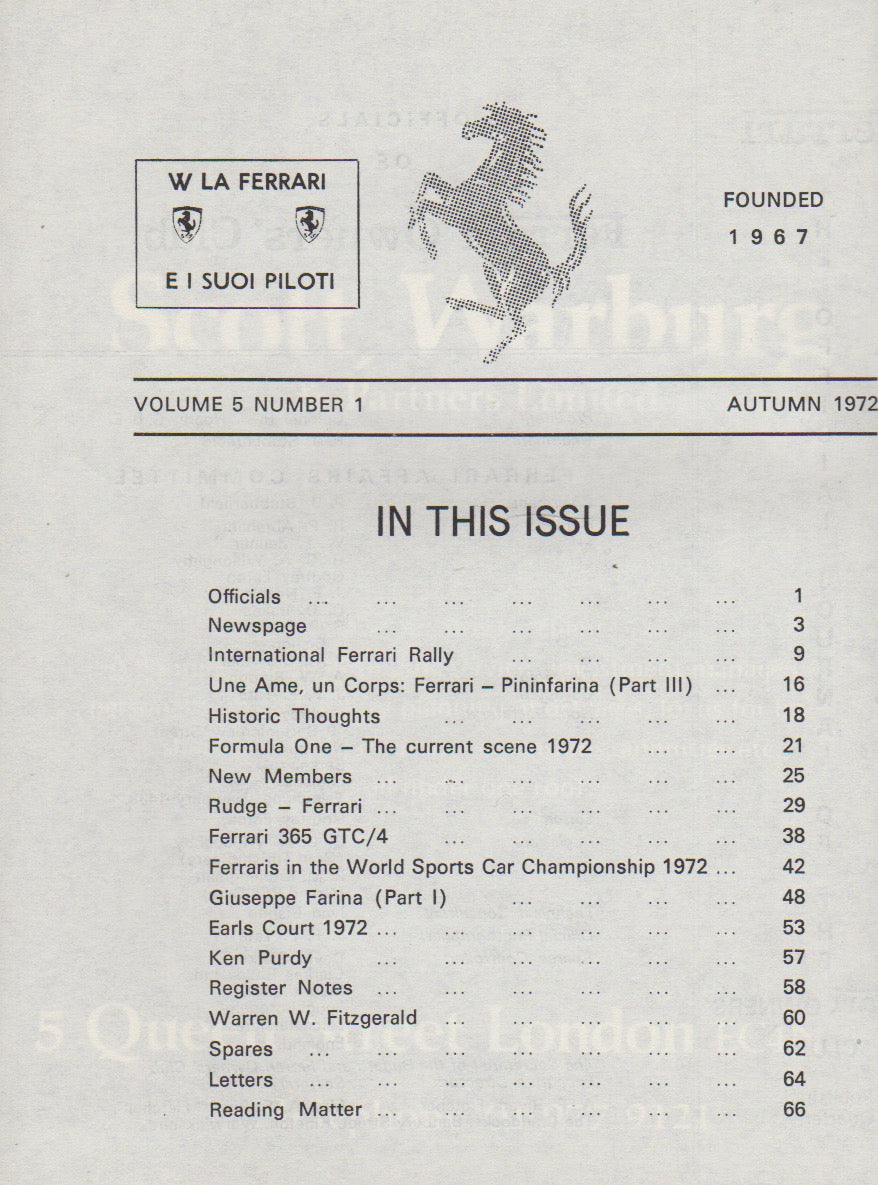 W LA FERRARI
E I SUOI PILOTI
FOUNDED
1967
VOLUME 5 NUMBER 1 AUTUMN 1972
IN THIS ISSUE
Officials ... ... ... ... ... ... ... 1
Newspage ... ... ... ... ... ... 3
International Ferrari Rally ... ... ... ... 9
Une Ame, un Corps: Ferrari – Pininfarina (Part III) ... 16
Historic Thoughts ... ... ... ... ... 18
Formula One – The current scene 1972 ... ... 21
New Members ... ... ... ... ... ... 25
Rudge – Ferrari ... ... ... ... ... ... 29
Ferrari 365 GTC/4 ... ... ... ... ... 38
Ferraris in the World Sports Car Championship 1972 ... 42
Giuseppe Farina (Part I) ... ... ... ... 48
Earls Court 1972 ... ... ... ... ... ... 53
Ken Purdy ... ... ... ... ... ... 57
Register Notes ... ... ... ... ... ... 58
Warren W. Fitzgerald ... ... ... ... ... 60
Spares ... ... ... ... ... ... ... 62
Letters ... ... ... ... ... ... ... 64
Reading Matter ... ... ... ... ... ... 66
Scott, Warburg
Partners London